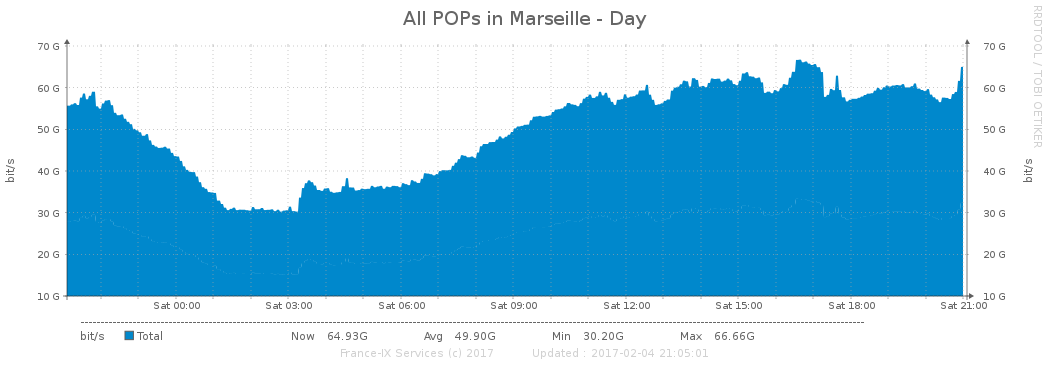 All POPs in Marseille - Day
RRDTOOL / TOBI OETIKER
70 G 70 G
60 G 60 G
50 G 50 G
40 G 40 G
30 G 30 G
20 G 20 G
10 G 10 G
bit/s bit/s
Sat 00:00 Sat 03:00 Sat 06:00 Sat 09:00 Sat 12:00 Sat 15:00 Sat 18:00 Sat 21:00
bit/s Total Now 64.93G Avg 49.90G Min 30.20G Max 66.66G
France-IX Services (c) 2017 Updated : 2017-02-04 21:05:01